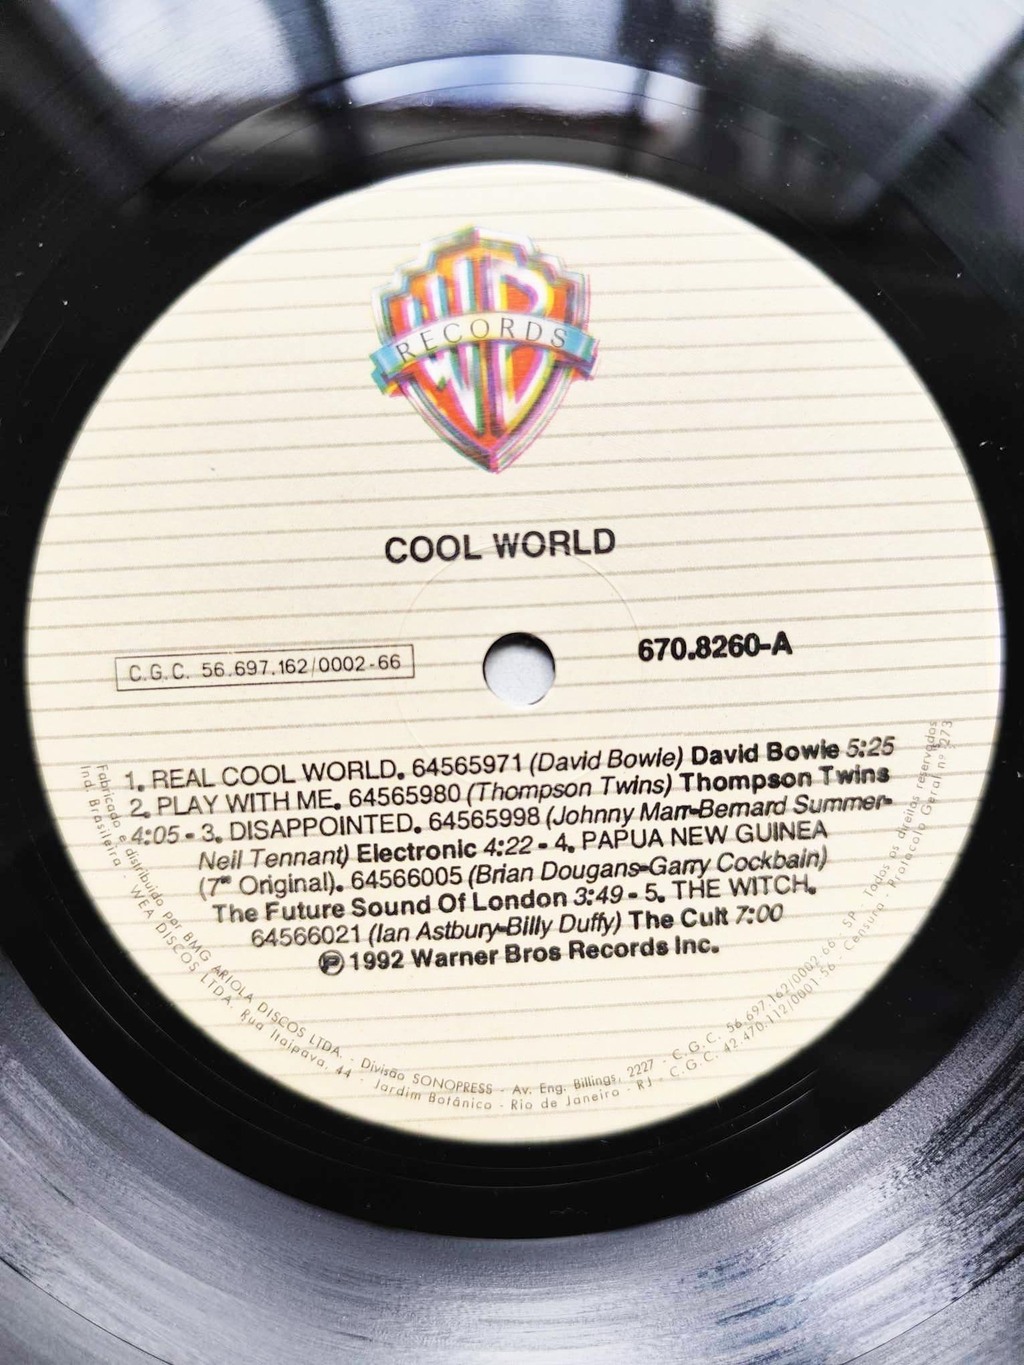 WB
RECORDS
COOL WORLD
C.G.C. 56.697.162/0002-66
670.8260-A
1. REAL COOL WORLD. 64565971 (David Bowie) David Bowie 5:25
2. PLAY WITH ME. 64565980 (Thompson Twins) Thompson Twins
4:05 - 3. DISAPPOINTED. 64565998 (Johnny Marr-Bernard Summer-
Neil Tennant) Electronic 4:22 - 4. PAPUA NEW GUINEA
(7" Original). 64566005 (Brian Dougans-Garry Cockbain)
The Future Sound Of London 3:49 - 5. THE WITCH.
64566021 (Ian Astbury-Billy Duffy) The Cult 7:00
Ⓟ 1992 Warner Bros Records Inc.
Fabricado e distribuido por BMG ARIOLA DISCOS LTDA. - Divisão SONOPRESS - Av. Eng. Billings, 2227 - C.G.C. 56.697.162/0002-66 - SP - Todos os direitos reservados
Ind. Brasileira - WEA DISCOS LTDA. Rua Itaipava, 44 - Jardim Botânico - Rio de Janeiro - RJ - C.G.C. 42.470.112/0001-56 - Censura - Protocolo Geral nº 273